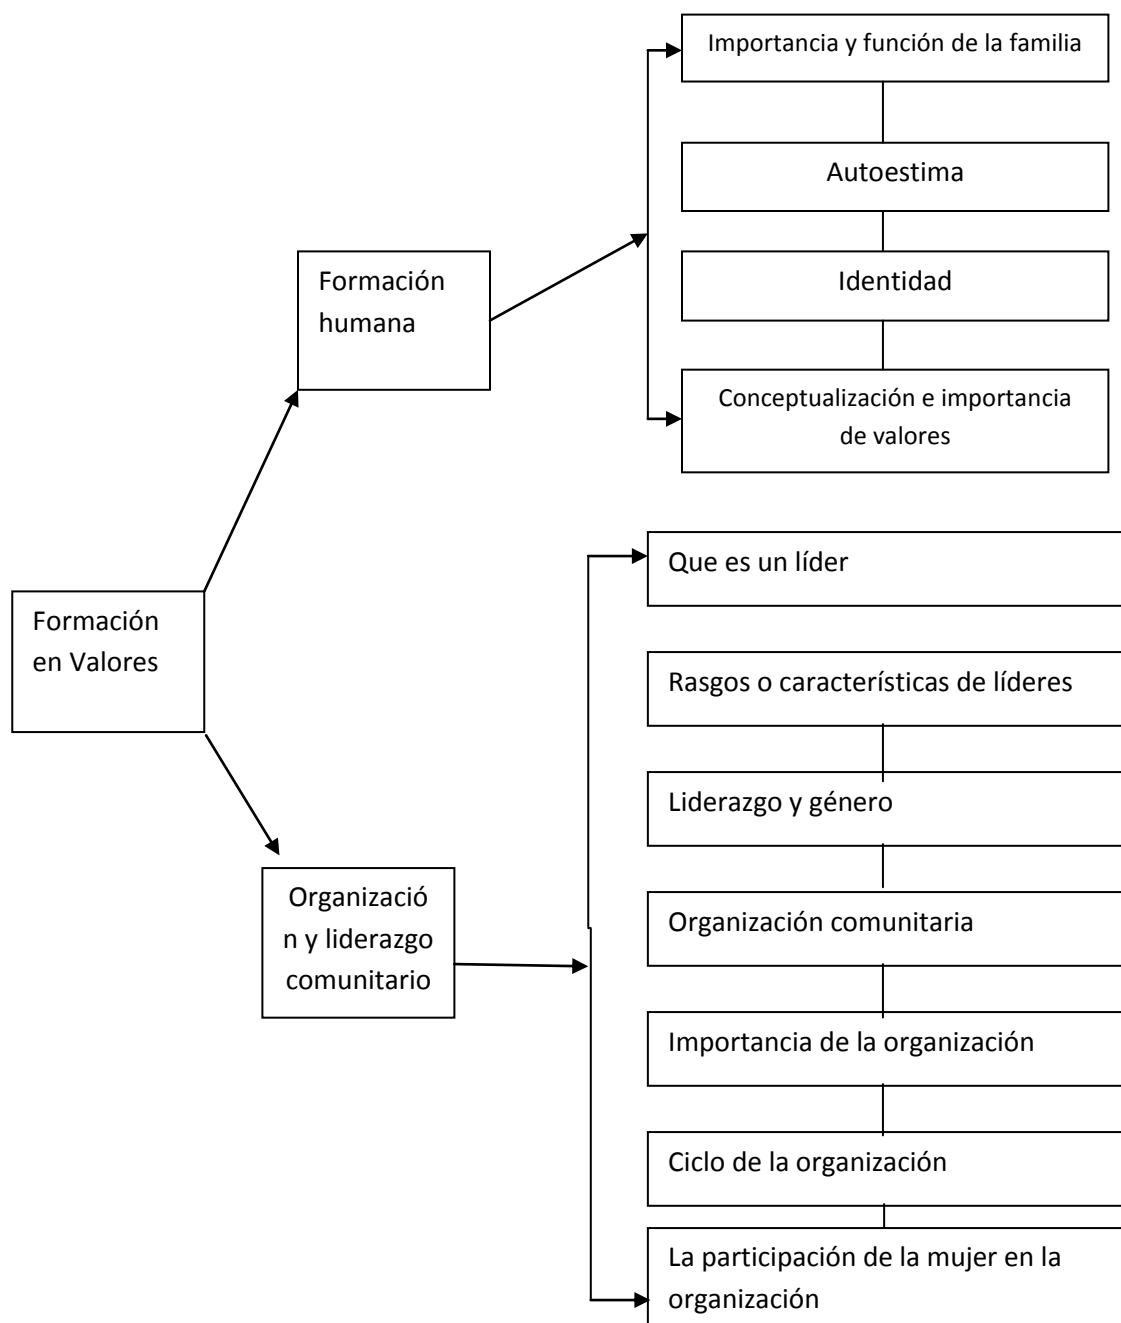 Importancia y función de la familia
Autoestima
Identidad
Conceptualización e importancia
de valores
Formación
humana
Formación
en Valores
Organizació
n y liderazgo
comunitario
Que es un líder
Rasgos o características de líderes
Liderazgo y género
Organización comunitaria
Importancia de la organización
Ciclo de la organización
La participación de la mujer en la
organización